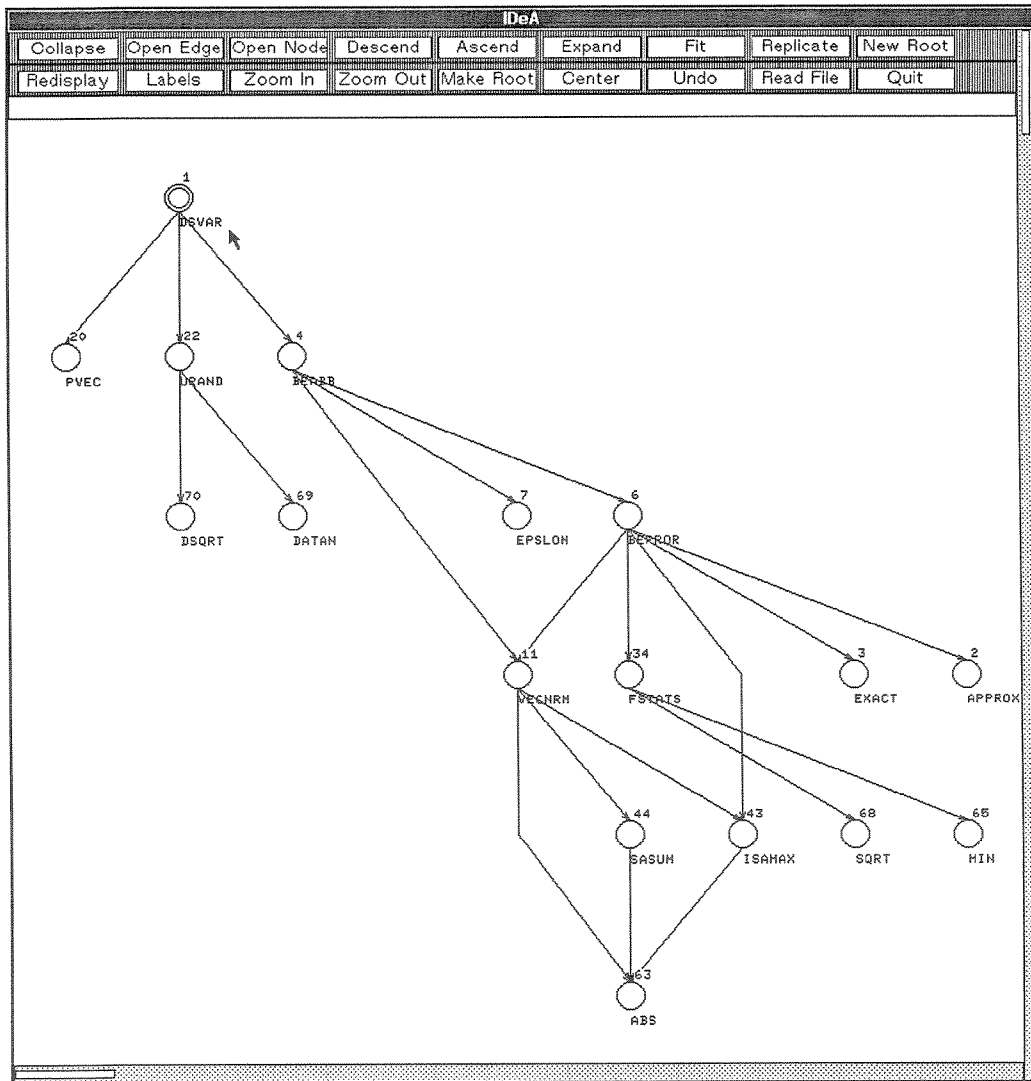 IDeA
Collapse Open Edge Open Node Descend Ascend Expand Fit Replicate New Root
Redisplay Labels Zoom In Zoom Out Make Root Center Undo Read File Quit
1
DSVAR
20 22 4
PVEC URAND BERBB
70 69 7 6
DSQRT DATAN EPSLON BERROR
11 34 3 2
VECNRM FSTATS EXACT APPROX
44 43 68 65
SASUM ISAMAX SQRT MIN
63
ABS